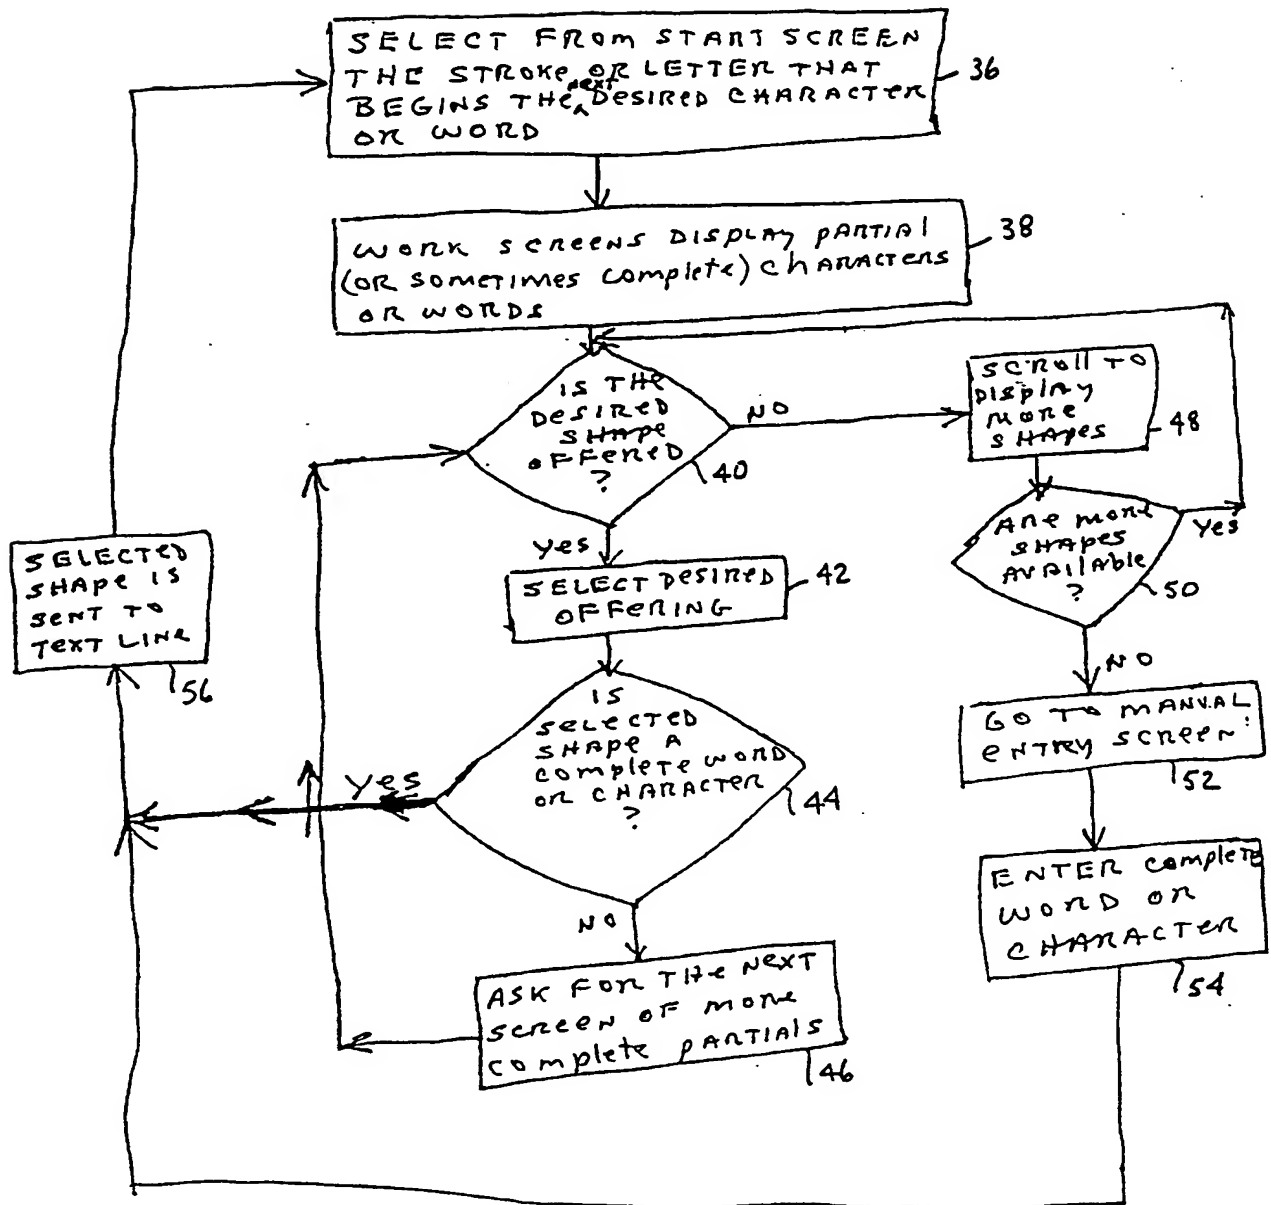 SELECT FROM START SCREEN
THE STROKE OR LETTER THAT
BEGINS THE next DESIRED CHARACTER
OR WORD
36
WORK SCREENS DISPLAY PARTIAL
(OR SOMETIMES COMPLETE) CHARACTERS
OR WORDS
38
IS THE
DESIRED
SHAPE
OFFERED
?
40
NO
SCROLL TO
DISPLAY
MORE
SHAPES
48
ARE MORE
SHAPES
AVAILABLE
?
50
Yes
Yes
SELECT DESIRED
OFFERING
42
SELECTED
SHAPE IS
SENT TO
TEXT LINE
56
IS
SELECTED
SHAPE A
COMPLETE WORD
OR CHARACTER
?
44
Yes
NO
GO TO MANUAL
ENTRY SCREEN
52
ENTER COMPLETE
WORD OR
CHARACTER
54
NO
ASK FOR THE NEXT
SCREEN OF MORE
COMPLETE PARTIALS
46